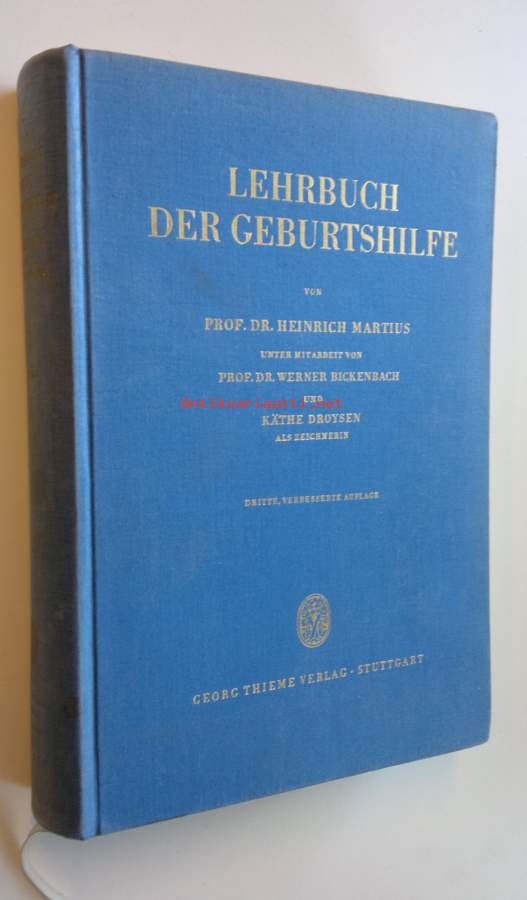 LEHRBUCH
DER GEBURTSHILFE
VON
PROF. DR. HEINRICH MARTIUS
UNTER MITARBEIT VON
PROF. DR. WERNER BICKENBACH
UND
KÄTHE DROYSEN
ALS ZEICHNERIN
DRITTE, VERBESSERTE AUFLAGE
GEORG THIEME VERLAG · STUTTGART